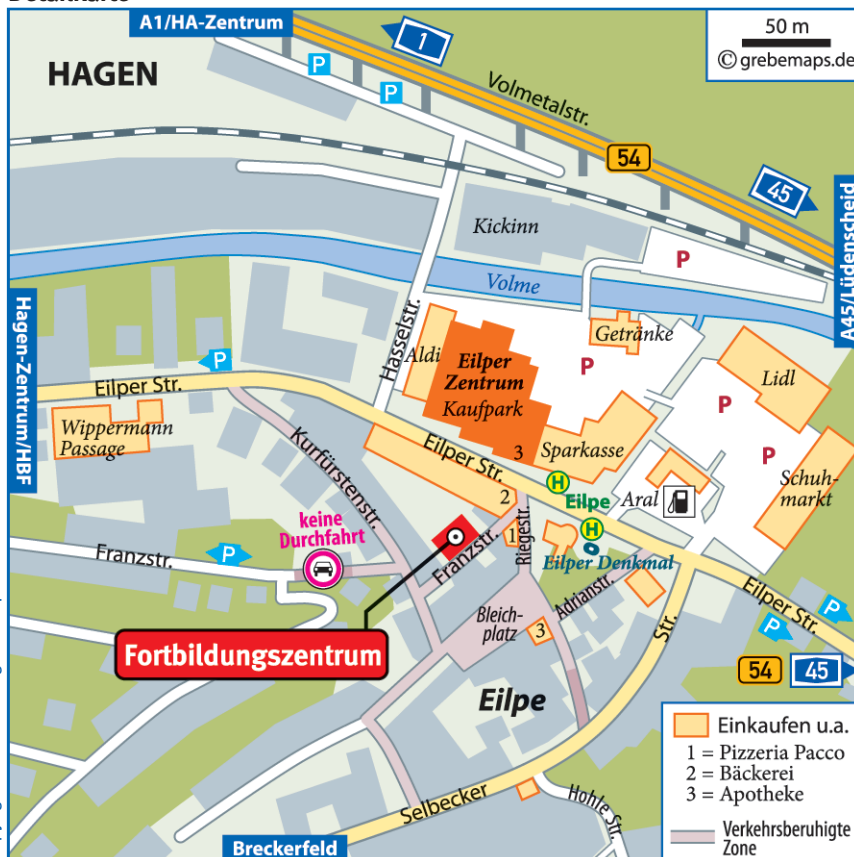 Detailkarte
A1/HA-Zentrum
1
50 m
© grebemaps.de
HAGEN
P
P
Volmetalstr.
54
45
A45/Lüdenscheid
Kickinn
P
Volme
Hagen-Zentrum/HBF
Hasselstr.
Aldi
Getränke
Eilper
Zentrum
Kaufpark
P
Lidl
P
Eilper Str.
P
Wippermann
Passage
Kurfürstenstr.
Eilper Str.
3
Sparkasse
P
Schuh-
markt
H
Eilpe
Aral
2
keine
Durchfahrt
H
Franzstr.
P
Franzstr.
1
Riegestr.
Eilper Denkmal
Adrianstr.
Bleich-
platz
3
Str.
Eilper Str.
P
P
Fortbildungszentrum
54
45
Eilpe
Einkaufen u.a.
1 = Pizzeria Pacco
2 = Bäckerei
3 = Apotheke
Verkehrsberuhigte
Zone
Selbecker
Hohle Str.
Breckerfeld